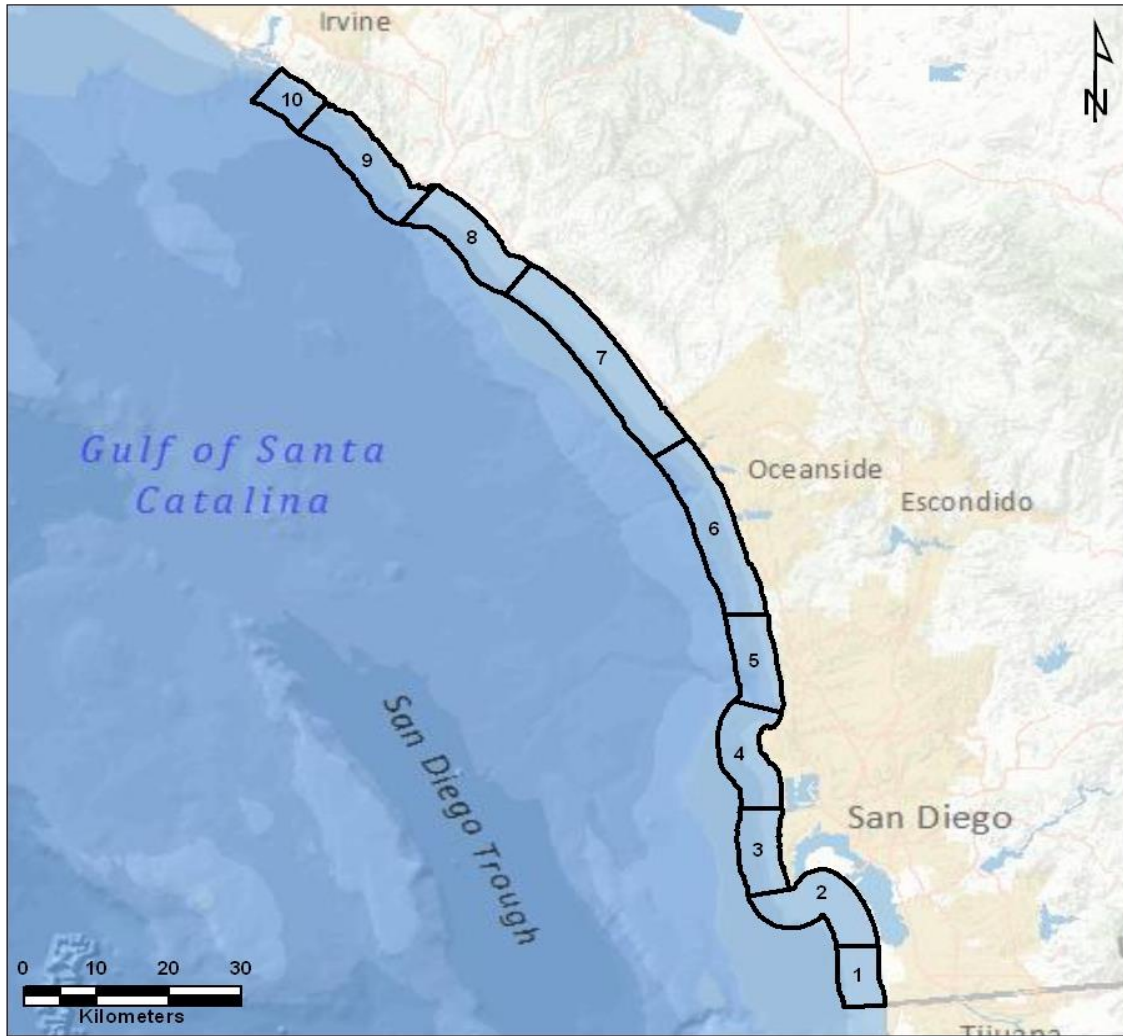 Irvine
N
10
9
8
7
Gulf of Santa
Catalina
Oceanside
6
Escondido
5
San Diego Trough
4
San Diego
3
2
1
0 10 20 30
Kilometers
Tijuana